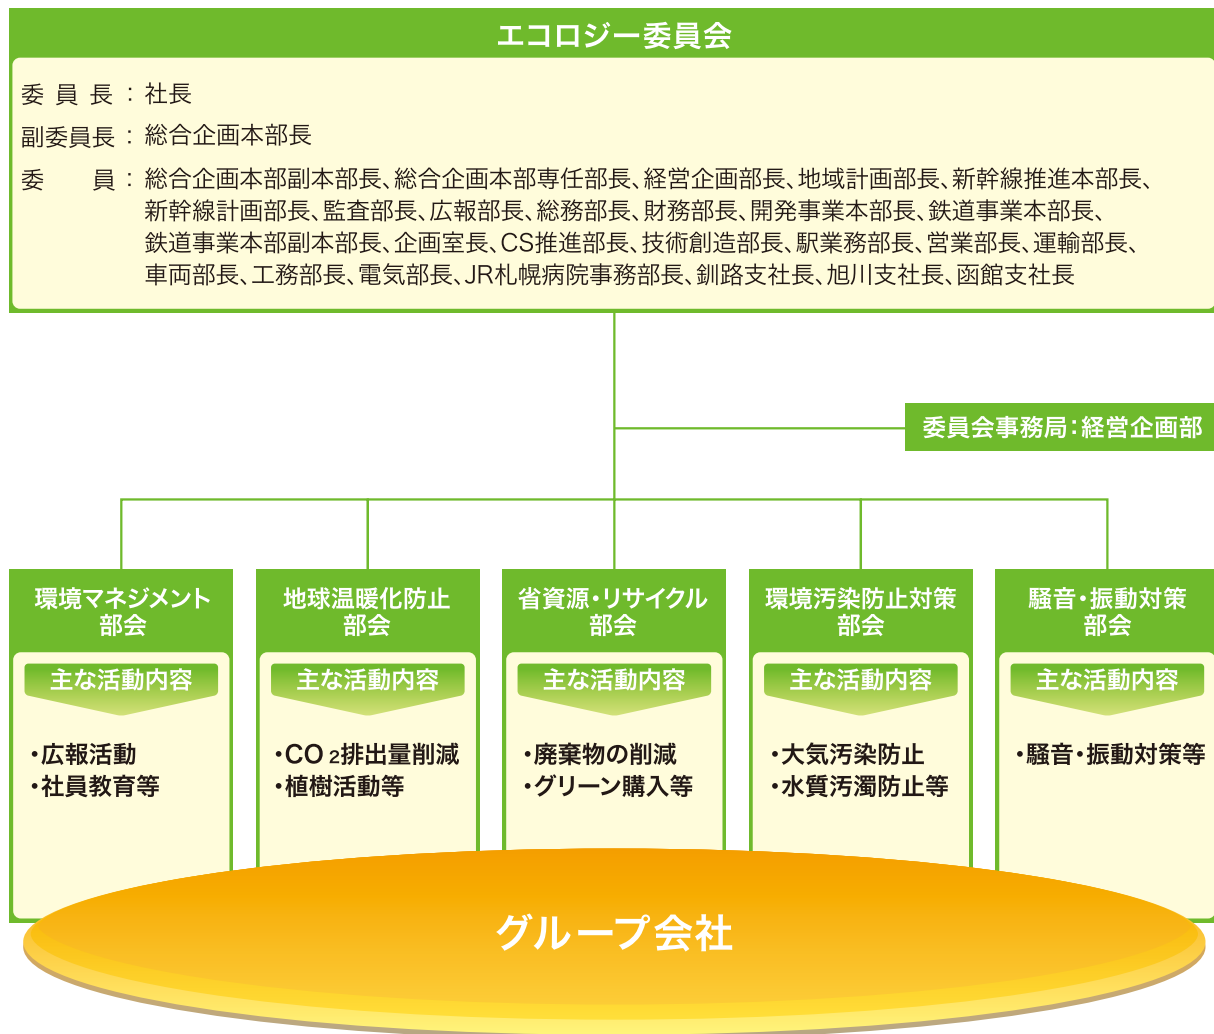 エコロジー委員会
委員長：社長
副委員長：総合企画本部長
委　員：総合企画本部副本部長、総合企画本部専任部長、経営企画部長、地域計画部長、新幹線推進本部長、
新幹線計画部長、監査部長、広報部長、総務部長、財務部長、開発事業本部長、鉄道事業本部長、
鉄道事業本部副本部長、企画室長、CS推進部長、技術創造部長、駅業務部長、営業部長、運輸部長、
車両部長、工務部長、電気部長、JR札幌病院事務部長、釧路支社長、旭川支社長、函館支社長
委員会事務局：経営企画部
環境マネジメント
部会
主な活動内容
・広報活動
・社員教育等
地球温暖化防止
部会
主な活動内容
・CO2排出量削減
・植樹活動等
省資源・リサイクル
部会
主な活動内容
・廃棄物の削減
・グリーン購入等
環境汚染防止対策
部会
主な活動内容
・大気汚染防止
・水質汚濁防止等
騒音・振動対策
部会
主な活動内容
・騒音・振動対策等
グループ会社